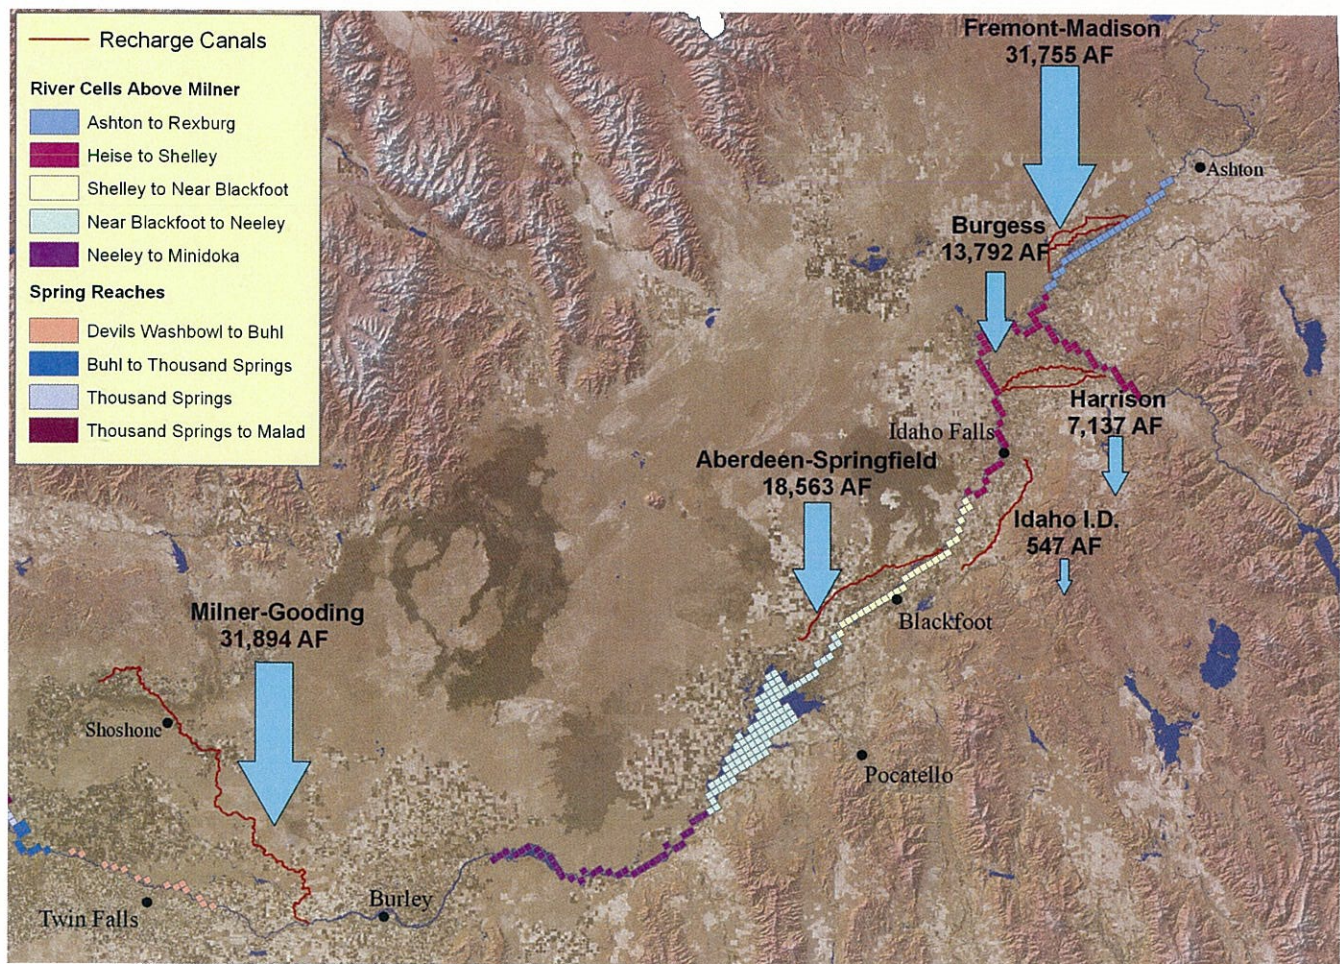 Recharge Canals
River Cells Above Milner
Ashton to Rexburg
Heise to Shelley
Shelley to Near Blackfoot
Near Blackfoot to Neeley
Neeley to Minidoka
Spring Reaches
Devils Washbowl to Buhl
Buhl to Thousand Springs
Thousand Springs
Thousand Springs to Malad
Fremont-Madison
31,755 AF
Ashton
Burgess
13,792 AF
Harrison
7,137 AF
Idaho Falls
Aberdeen-Springfield
18,563 AF
Idaho I.D.
547 AF
Blackfoot
Milner-Gooding
31,894 AF
Shoshone
Pocatello
Burley
Twin Falls